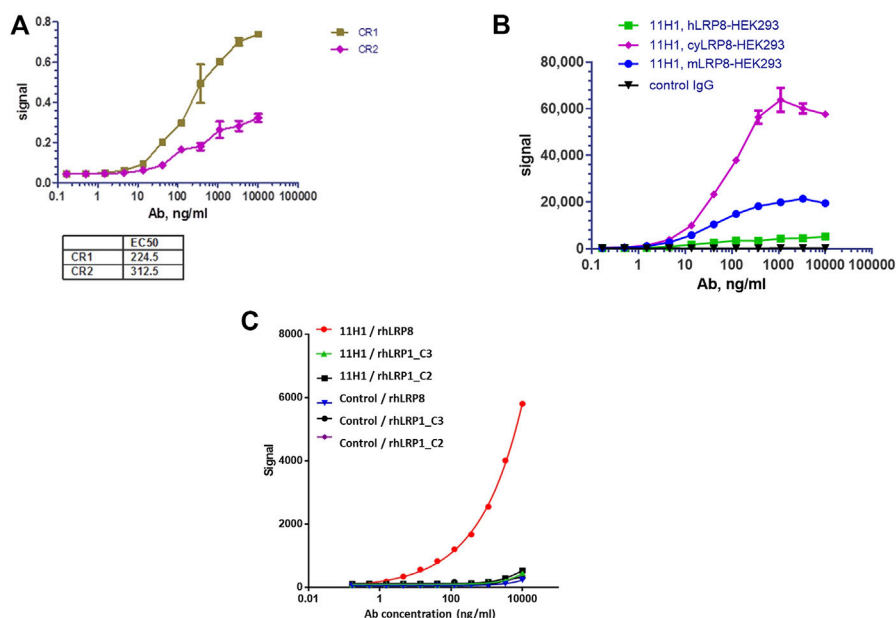 A
0.8
0.6
0.4
0.2
0.0
signal
0.1
1
10
100
1000
10000
100000
Ab, ng/ml
CR1
CR2
EC50
CR1 224.5
CR2 312.5
B
11H1, hLRP8-HEK293
11H1, cyLRP8-HEK293
11H1, mLRP8-HEK293
control IgG
80,000
60,000
40,000
20,000
0
signal
0.1
1
10
100
1000
10000
100000
Ab, ng/ml
C
8000
6000
4000
2000
0
Signal
11H1 / rhLRP8
11H1 / rhLRP1_C3
11H1 / rhLRP1_C2
Control / rhLRP8
Control / rhLRP1_C3
Control / rhLRP1_C2
0.01
1
100
10000
Ab concentration (ng/ml)